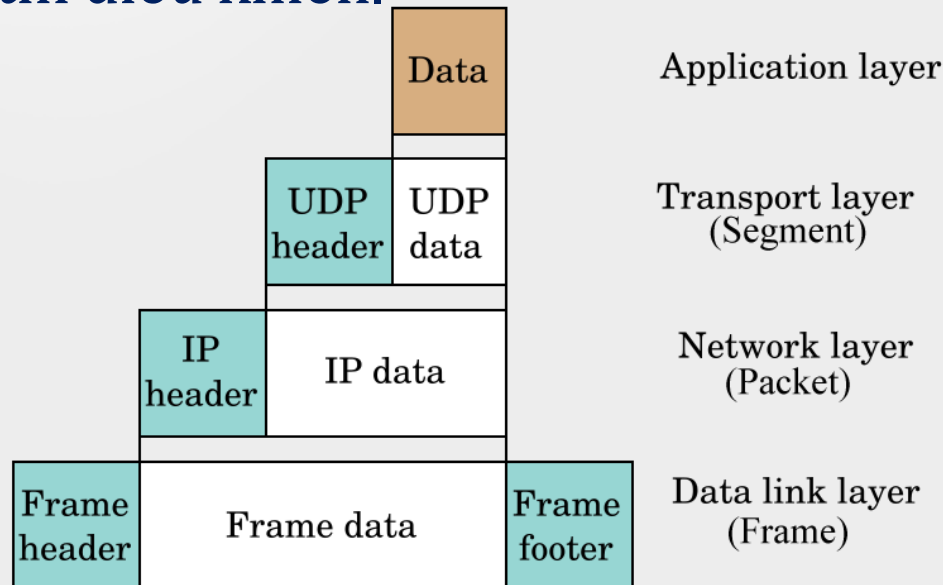 Data
Application layer
UDP
header
UDP
data
Transport layer
(Segment)
IP
header
IP data
Network layer
(Packet)
Frame
header
Frame data
Frame
footer
Data link layer
(Frame)